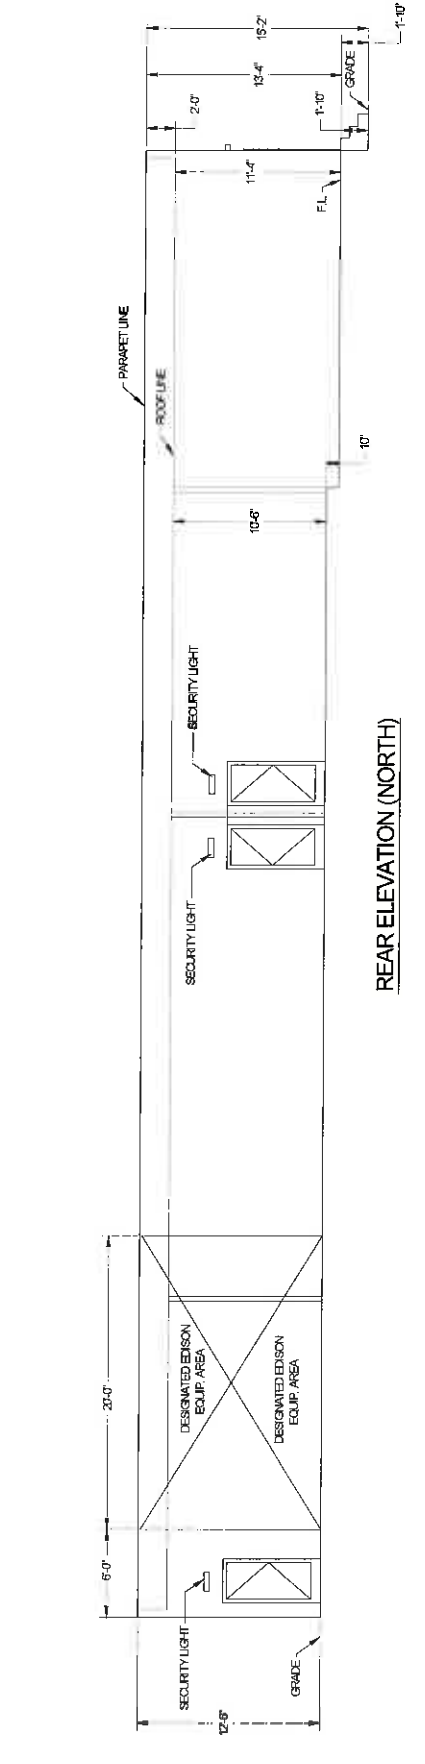 12'-6"
6'-0"
20'-0"
SECURITY LIGHT
GRADE
DESIGNATED EDISON
EQUIP. AREA
DESIGNATED EDISON
EQUIP. AREA
SECURITY LIGHT
SECURITY LIGHT
10'-6"
ROOF LINE
PARAPET LINE
10"
F.L.
11'-4"
2'-0"
13'-4"
15'-2"
1'-10"
GRADE
1'-10"
REAR ELEVATION (NORTH)